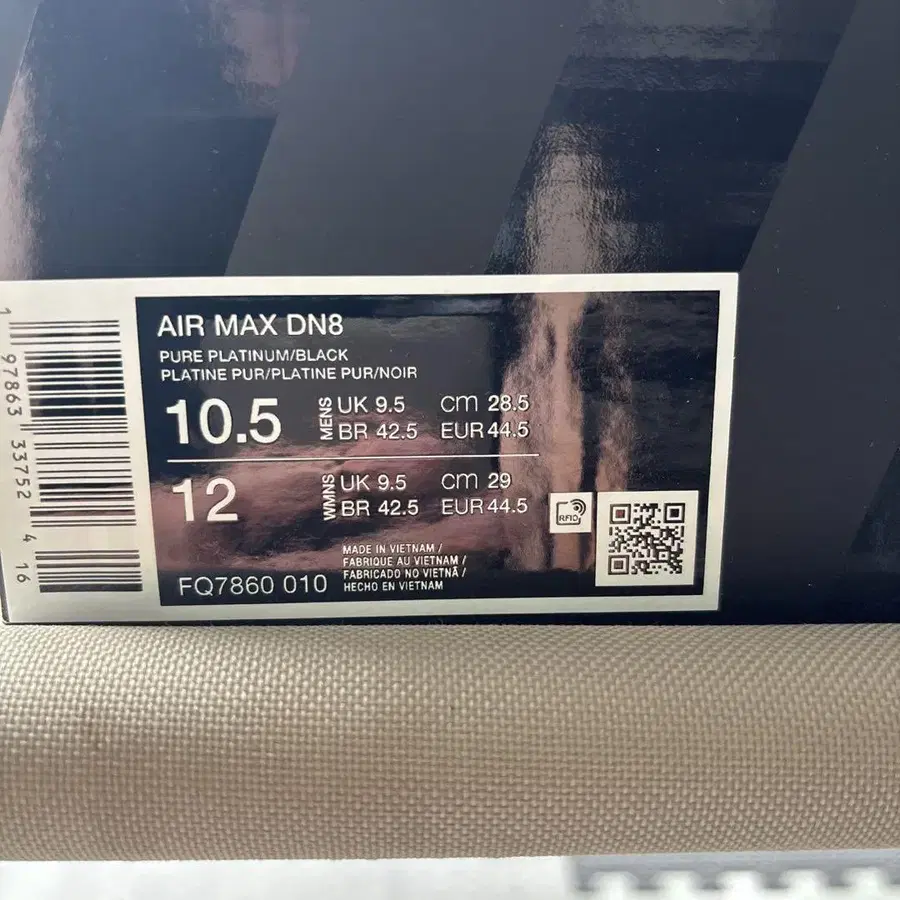 AIR MAX DN8
PURE PLATINUM/BLACK
PLATINE PUR/PLATINE PUR/NOIR
10.5 MENS UK 9.5 cm 28.5
BR 42.5 EUR 44.5
12 WMNS UK 9.5 cm 29
BR 42.5 EUR 44.5
RFID
MADE IN VIETNAM /
FABRIQUE AU VIETNAM /
FABRICADO NO VIETNÃ /
HECHO EN VIETNAM
FQ7860 010
1 97863 33752 4 16